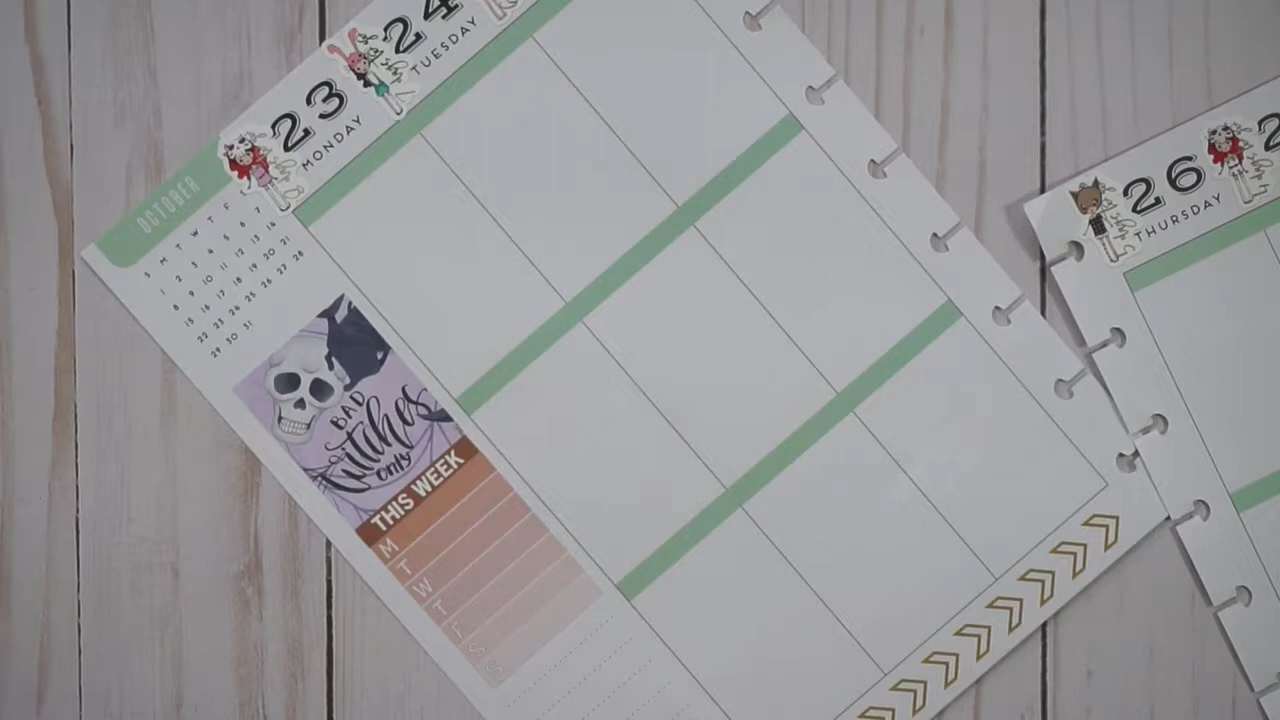 OCTOBER
S M T W T F
1 2 3 4 5 6 7
8 9 10 11 12 13 14
15 16 17 18 19 20 21
22 23 24 25 26 27 28
29 30 31
23
MONDAY
24
TUESDAY
BAD
witches
only
THIS WEEK
M
T
W
T
F
S
S
26
THURSDAY
2